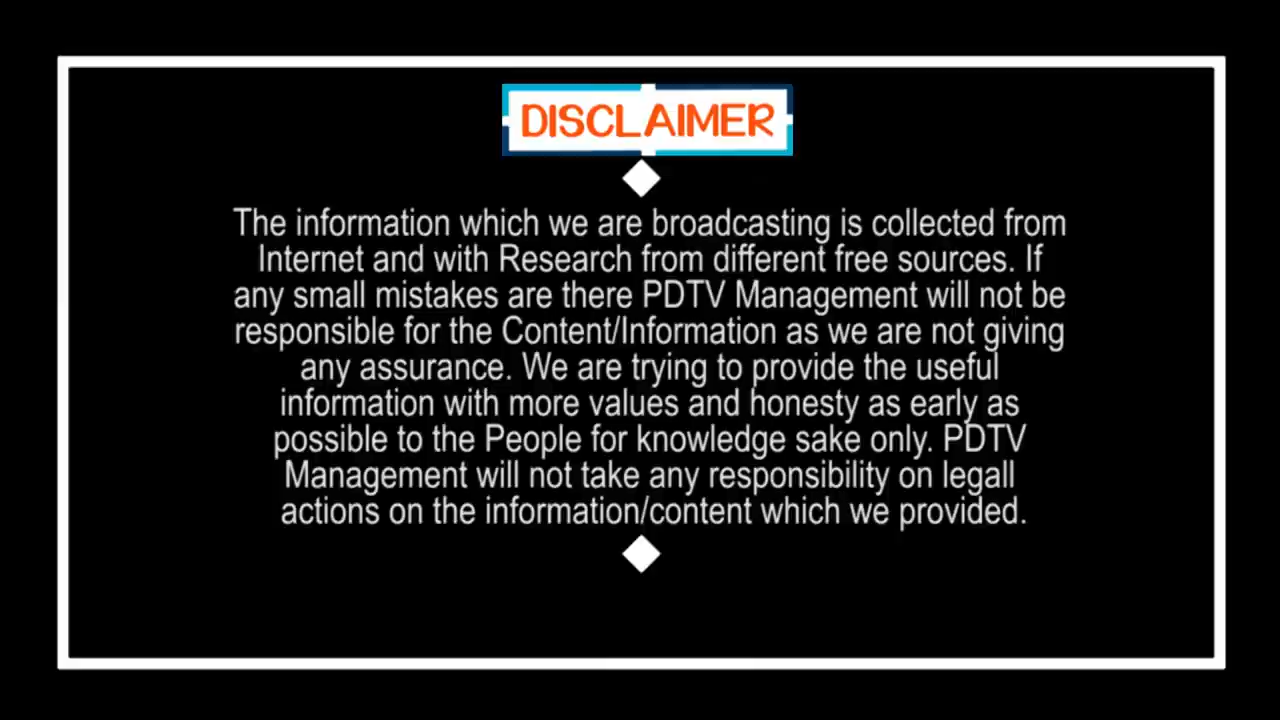 DISCLAIMER
The information which we are broadcasting is collected from
Internet and with Research from different free sources. If
any small mistakes are there PDTV Management will not be
responsible for the Content/Information as we are not giving
any assurance. We are trying to provide the useful
information with more values and honesty as early as
possible to the People for knowledge sake only. PDTV
Management will not take any responsibility on legall
actions on the information/content which we provided.